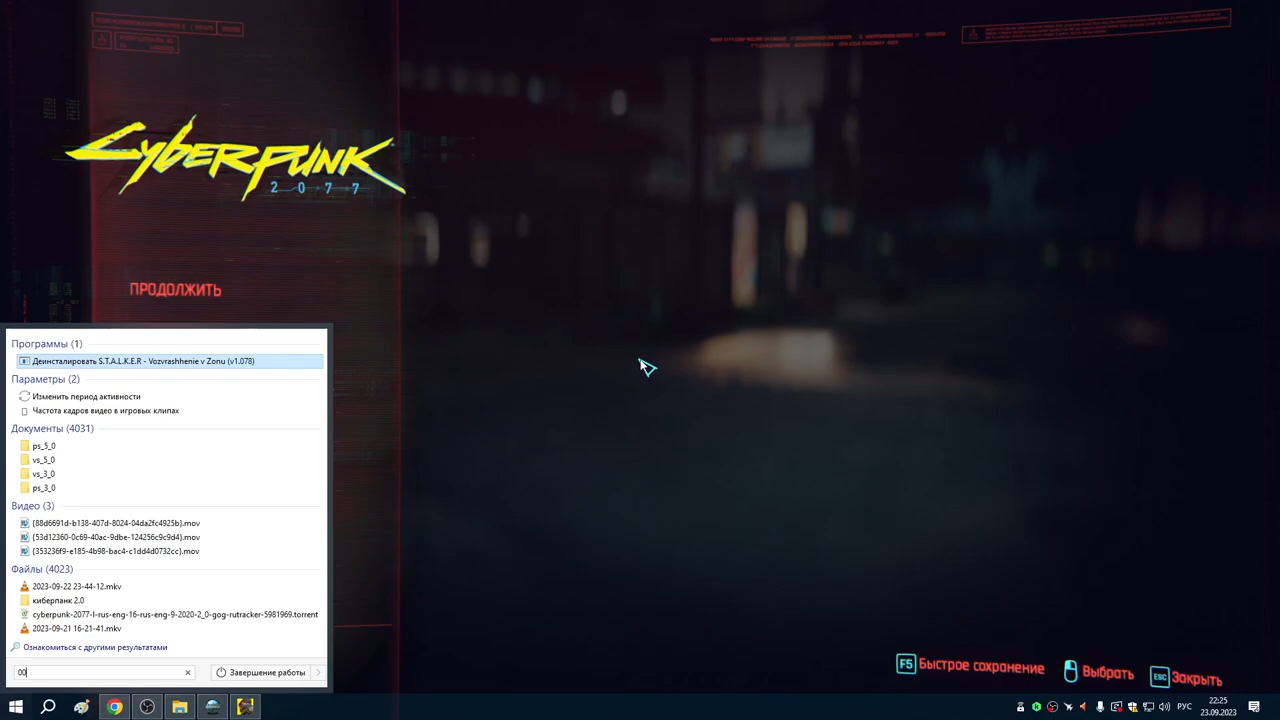 CYBERPUNK
2077
ПРОДОЛЖИТЬ
Программы (1)
Деинсталировать S.T.A.L.K.E.R - Vozvrashhenie v Zonu (v1.078)
Параметры (2)
Изменить период активности
Частота кадров видео в игровых клипах
Документы (4031)
ps_5_0
vs_5_0
vs_3_0
ps_3_0
Видео (3)
{88d6691d-b138-407d-8024-04da2fc4925b}.mov
{53d12360-0c69-40ac-9dbe-124256c9c9d4}.mov
{353236f9-e185-4b98-bac4-c1dd4d0732cc}.mov
Файлы (4023)
2023-09-22 23-44-12.mkv
киберпанк 2.0
cyberpunk-2077-l-rus-eng-16-rus-eng-9-2020-2_0-gog-rutracker-5981969.torrent
2023-09-21 16-21-41.mkv
Ознакомиться с другими результатами
00
Завершение работы
F5 Быстрое сохранение
Выбрать
ESC Закрыть
РУС
22:25
23.09.2023